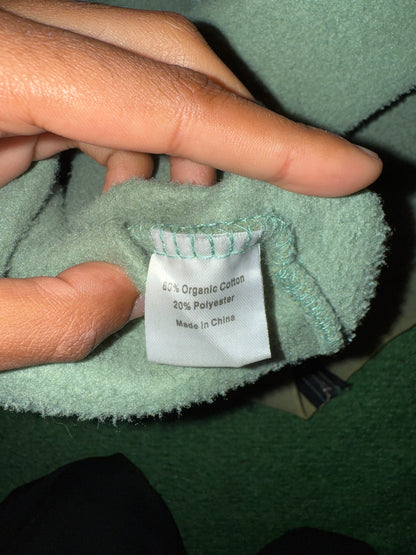 80% Organic Cotton
20% Polyester
Made in China